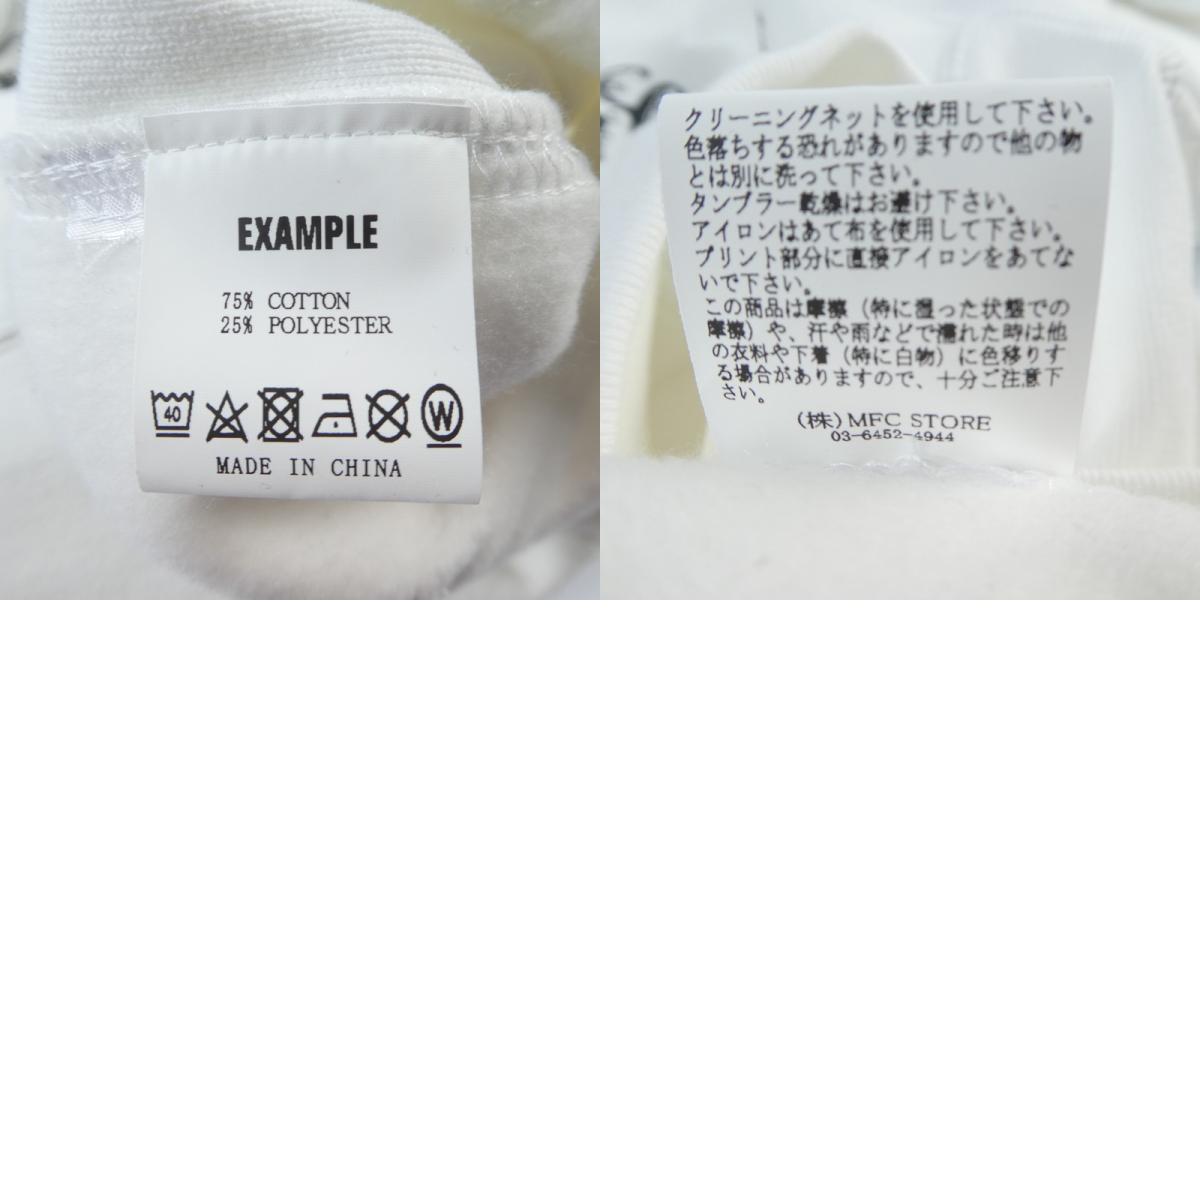 EXAMPLE
75% COTTON
25% POLYESTER
40
W
MADE IN CHINA
クリーニングネットを使用して下さい。
色落ちする恐れがありますので他の物
とは別に洗って下さい。
タンブラー乾燥はお避け下さい。
アイロンはあて布を使用して下さい。
プリント部分に直接アイロンをあてな
いで下さい。
この商品は摩擦（特に湿った状態での
摩擦）や、汗や雨などで濡れた時は他
の衣料や下着（特に白物）に色移りす
る場合がありますので、十分ご注意下
さい。
(株)MFC STORE
03-6452-4944